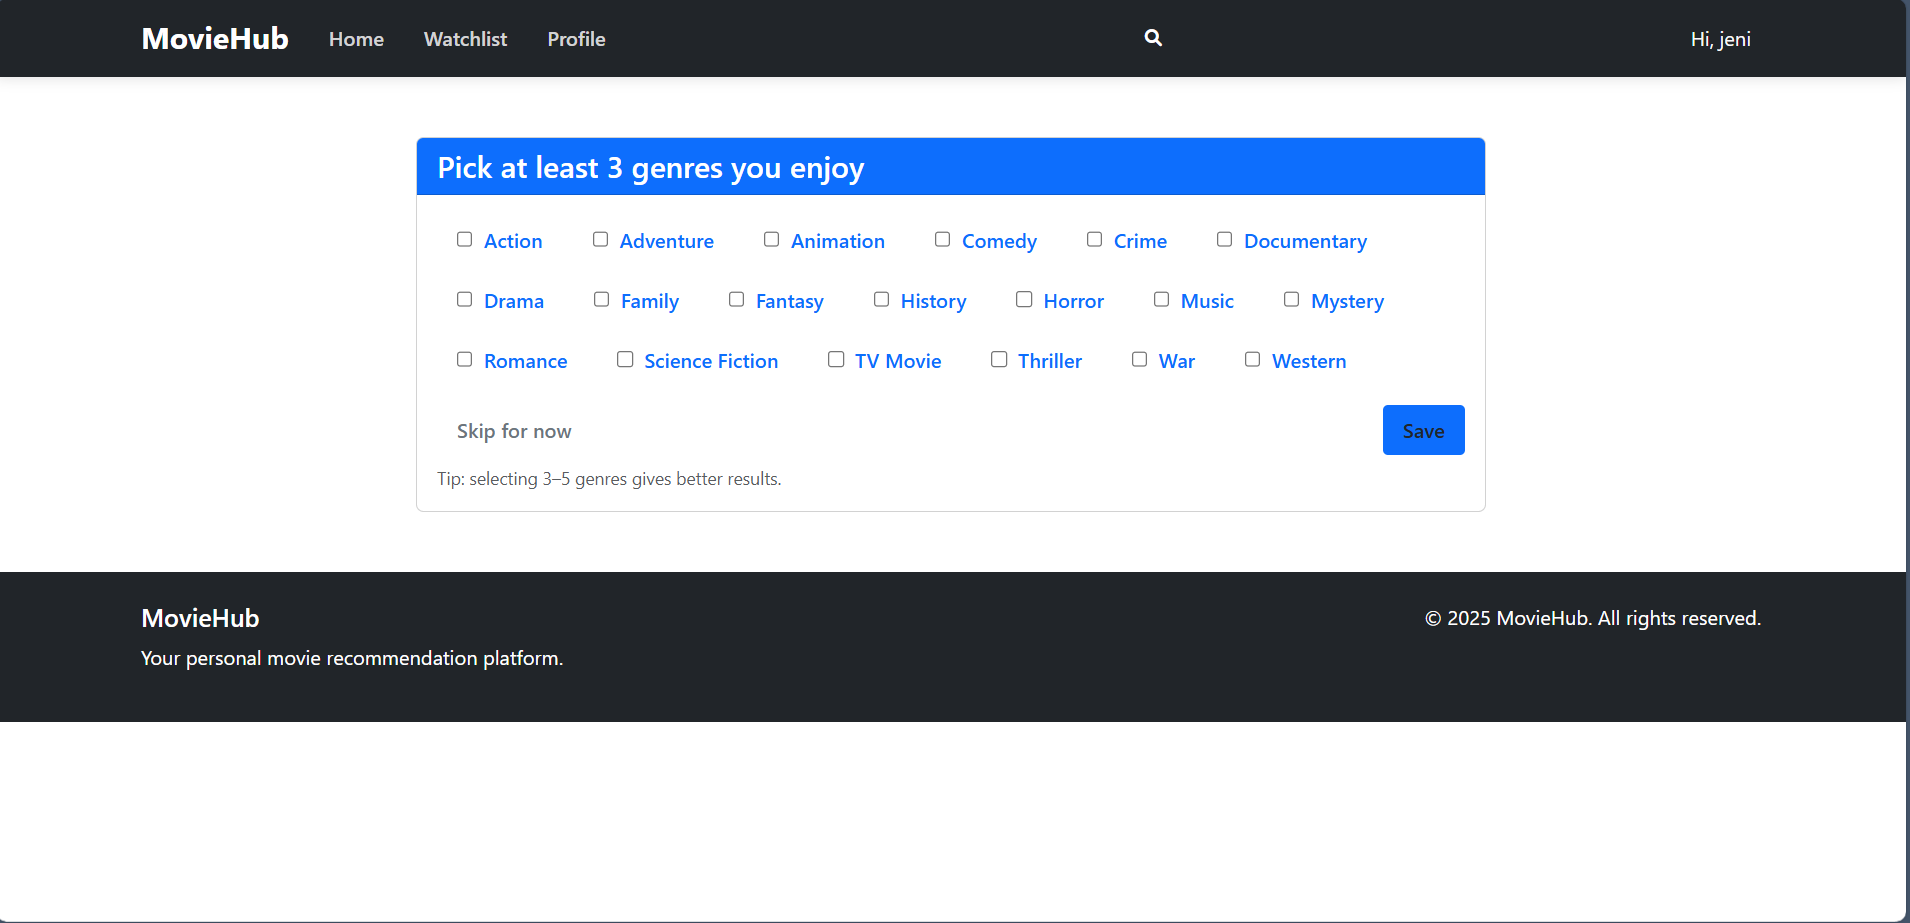 MovieHub Home Watchlist Profile Hi, jeni
Pick at least 3 genres you enjoy
Action Adventure Animation Comedy Crime Documentary
Drama Family Fantasy History Horror Music Mystery
Romance Science Fiction TV Movie Thriller War Western
Skip for now Save
Tip: selecting 3–5 genres gives better results.
MovieHub © 2025 MovieHub. All rights reserved.
Your personal movie recommendation platform.